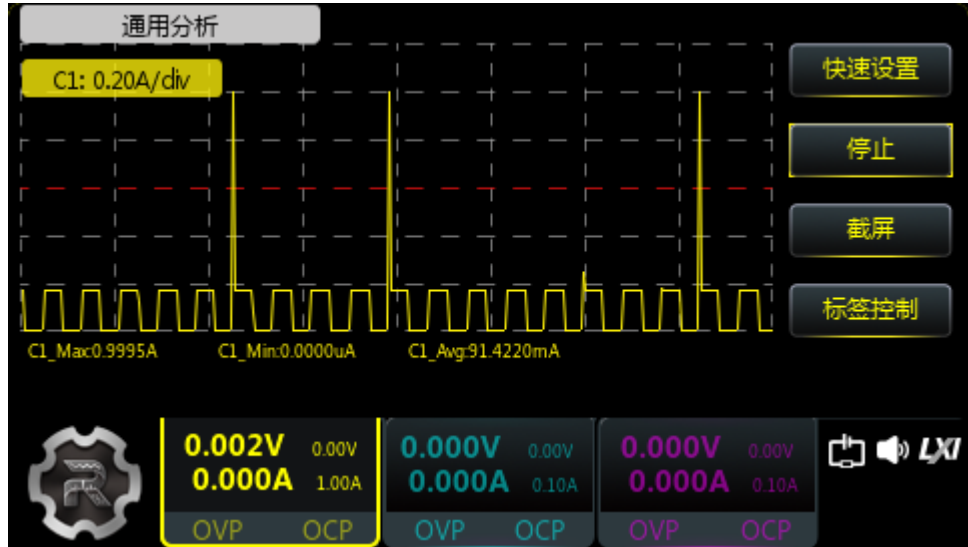 通用分析
C1: 0.20A/div
快速设置
停止
截屏
标签控制
C1_Max:0.9995A C1_Min:0.0000uA C1_Avg:91.4220mA
0.002V 0.00V 0.000V 0.00V 0.000V 0.00V
0.000A 1.00A 0.000A 0.10A 0.000A 0.10A
OVP OCP OVP OCP OVP OCP
LXI